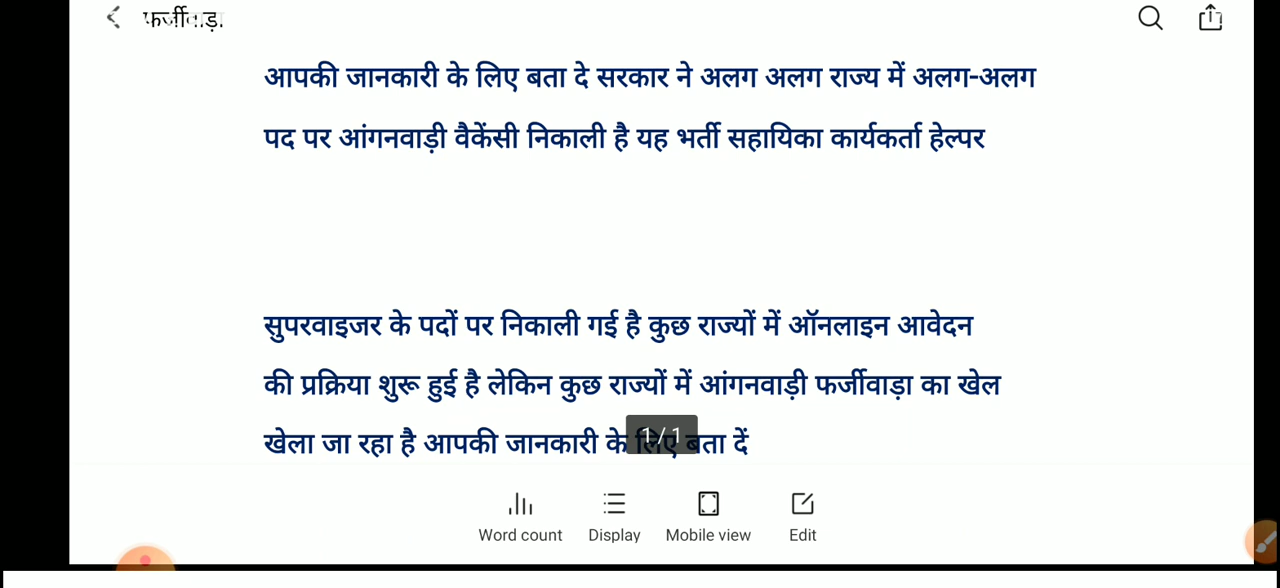 फर्जीवाड़ा
आपकी जानकारी के लिए बता दे सरकार ने अलग अलग राज्य में अलग-अलग
पद पर आंगनवाड़ी वैकेंसी निकाली है यह भर्ती सहायिका कार्यकर्ता हेल्पर
सुपरवाइजर के पदों पर निकाली गई है कुछ राज्यों में ऑनलाइन आवेदन
की प्रक्रिया शुरू हुई है लेकिन कुछ राज्यों में आंगनवाड़ी फर्जीवाड़ा का खेल
खेला जा रहा है आपकी जानकारी के लिए बता दें
1/1
Word count Display Mobile view Edit